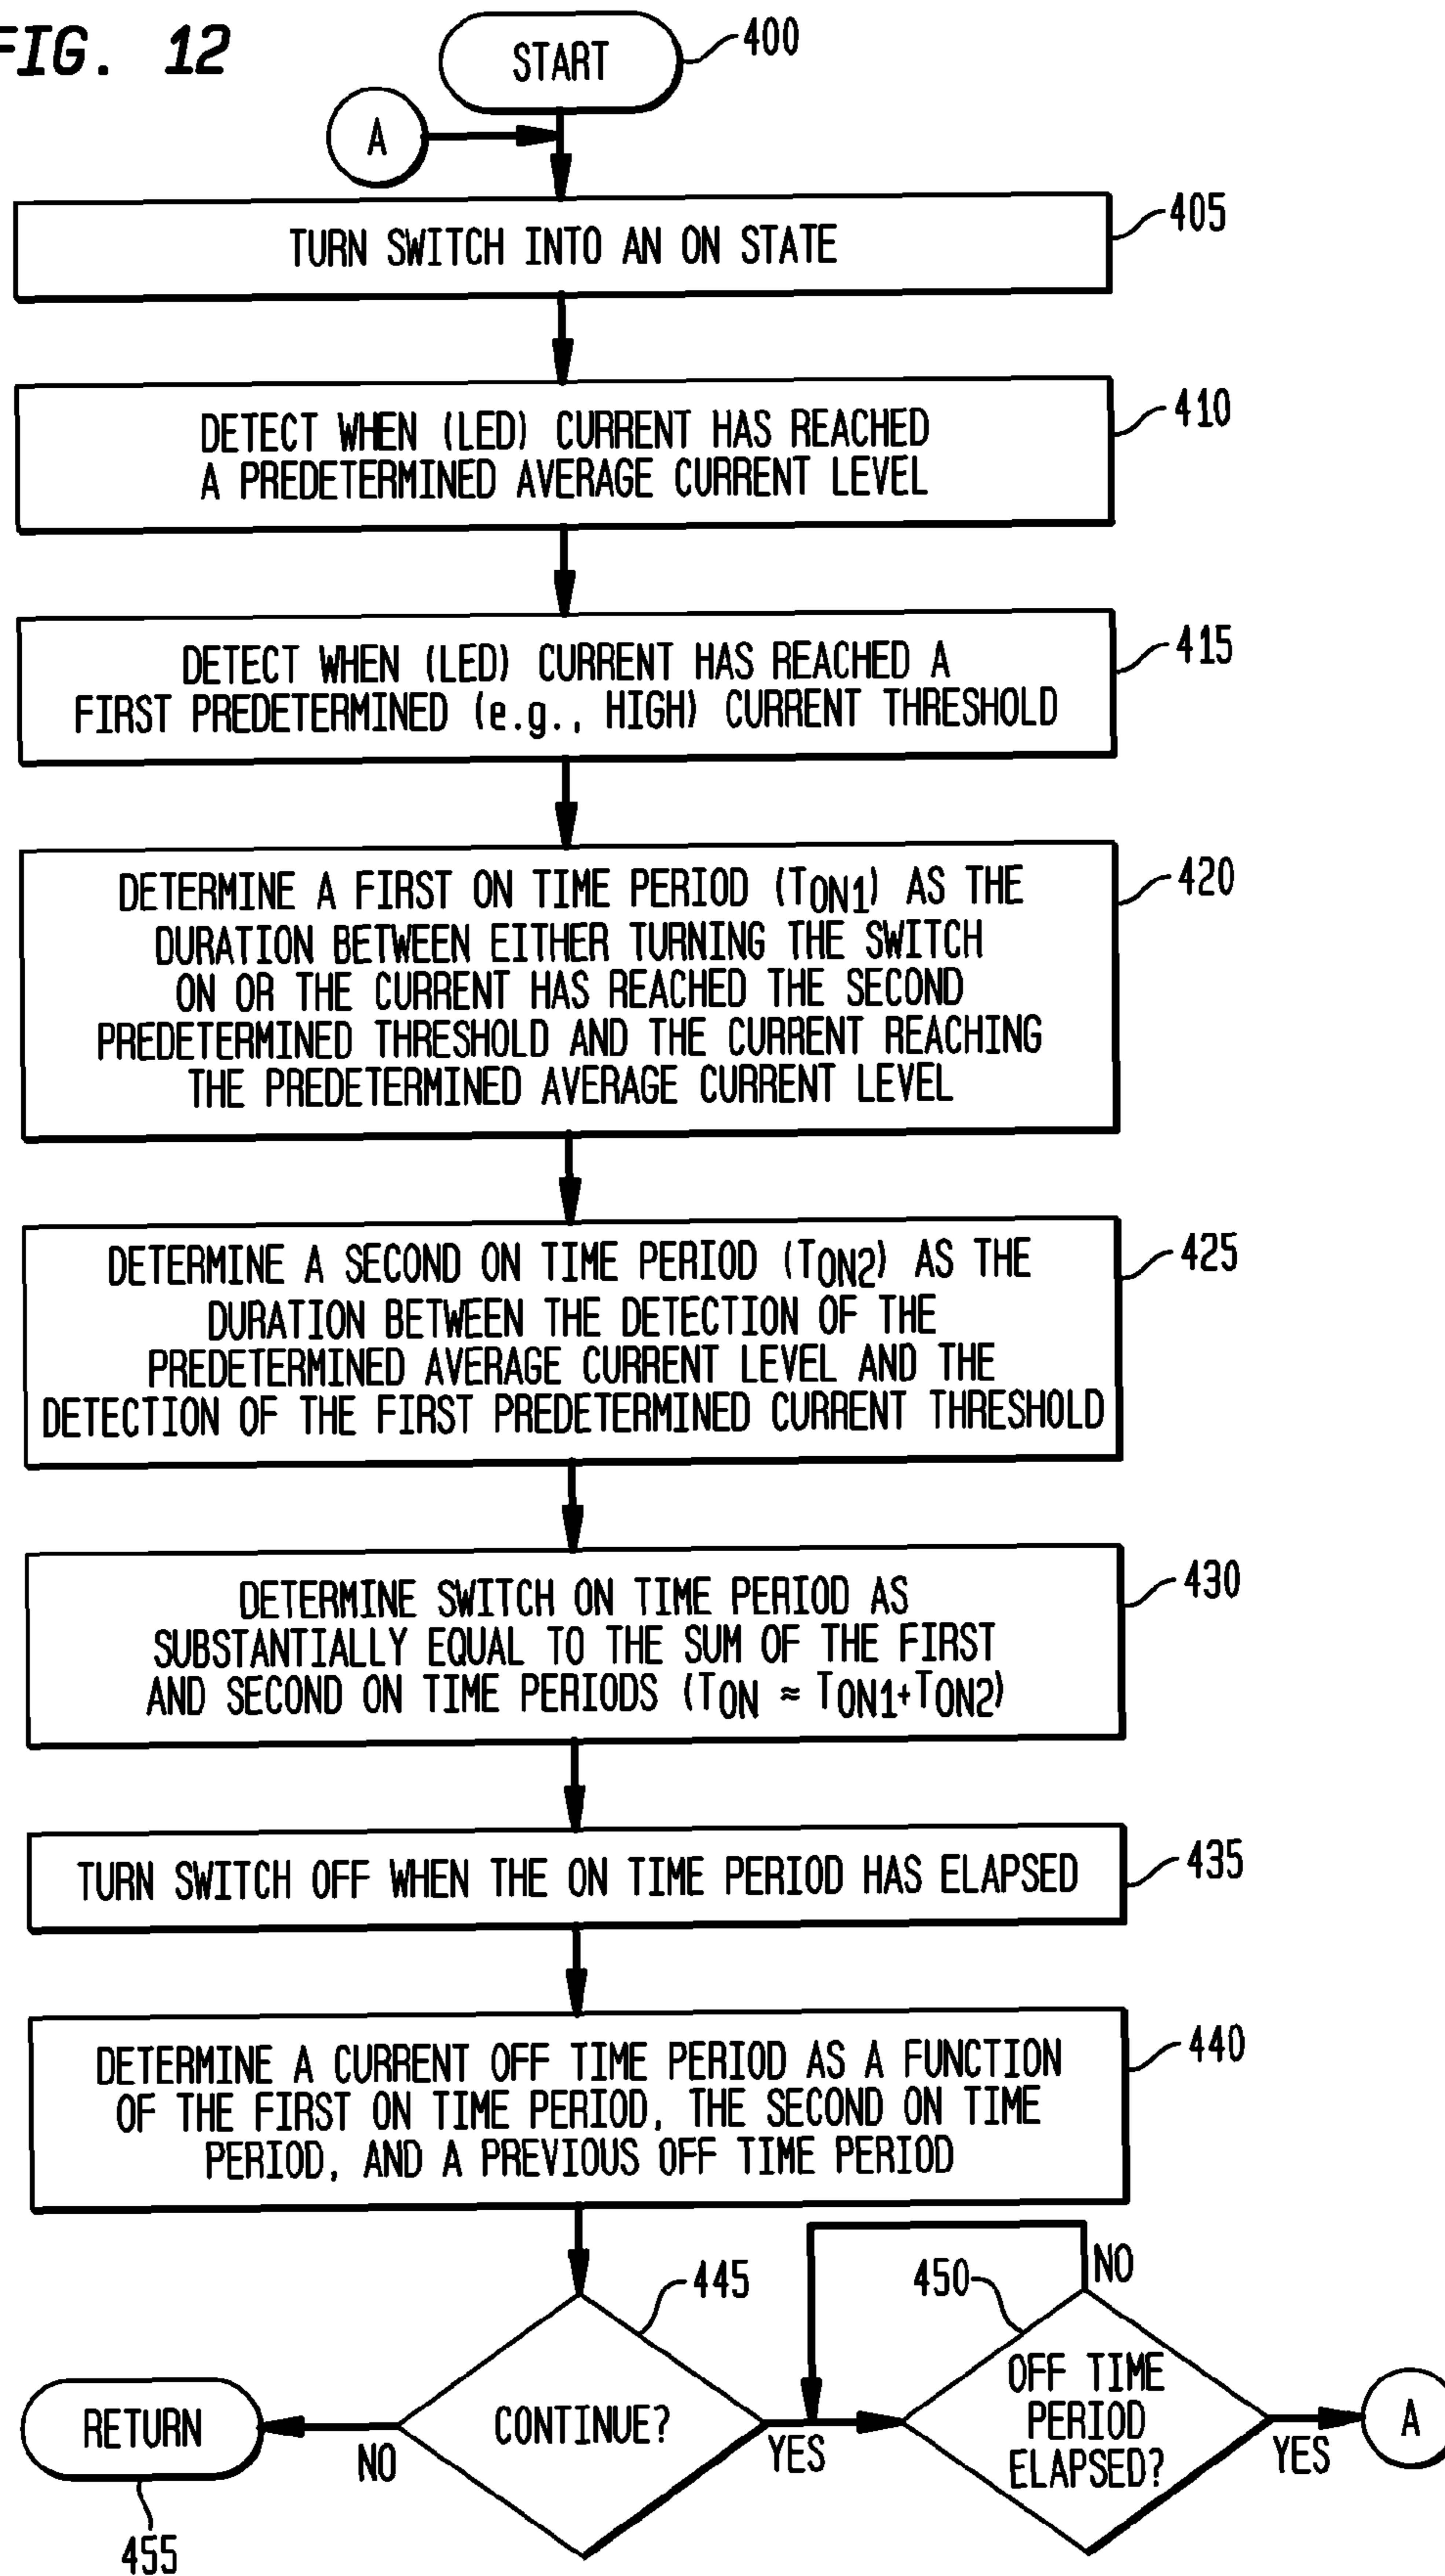 FIG. 12
START
400
A
TURN SWITCH INTO AN ON STATE
405
DETECT WHEN (LED) CURRENT HAS REACHED
A PREDETERMINED AVERAGE CURRENT LEVEL
410
DETECT WHEN (LED) CURRENT HAS REACHED A
FIRST PREDETERMINED (e.g., HIGH) CURRENT THRESHOLD
415
DETERMINE A FIRST ON TIME PERIOD (TON1) AS THE
DURATION BETWEEN EITHER TURNING THE SWITCH
ON OR THE CURRENT HAS REACHED THE SECOND
PREDETERMINED THRESHOLD AND THE CURRENT REACHING
THE PREDETERMINED AVERAGE CURRENT LEVEL
420
DETERMINE A SECOND ON TIME PERIOD (TON2) AS THE
DURATION BETWEEN THE DETECTION OF THE
PREDETERMINED AVERAGE CURRENT LEVEL AND THE
DETECTION OF THE FIRST PREDETERMINED CURRENT THRESHOLD
425
DETERMINE SWITCH ON TIME PERIOD AS
SUBSTANTIALLY EQUAL TO THE SUM OF THE FIRST
AND SECOND ON TIME PERIODS (TON ≈ TON1+TON2)
430
TURN SWITCH OFF WHEN THE ON TIME PERIOD HAS ELAPSED
435
DETERMINE A CURRENT OFF TIME PERIOD AS A FUNCTION
OF THE FIRST ON TIME PERIOD, THE SECOND ON TIME
PERIOD, AND A PREVIOUS OFF TIME PERIOD
440
CONTINUE?
445
NO
YES
RETURN
455
OFF TIME
PERIOD
ELAPSED?
450
NO
YES
A